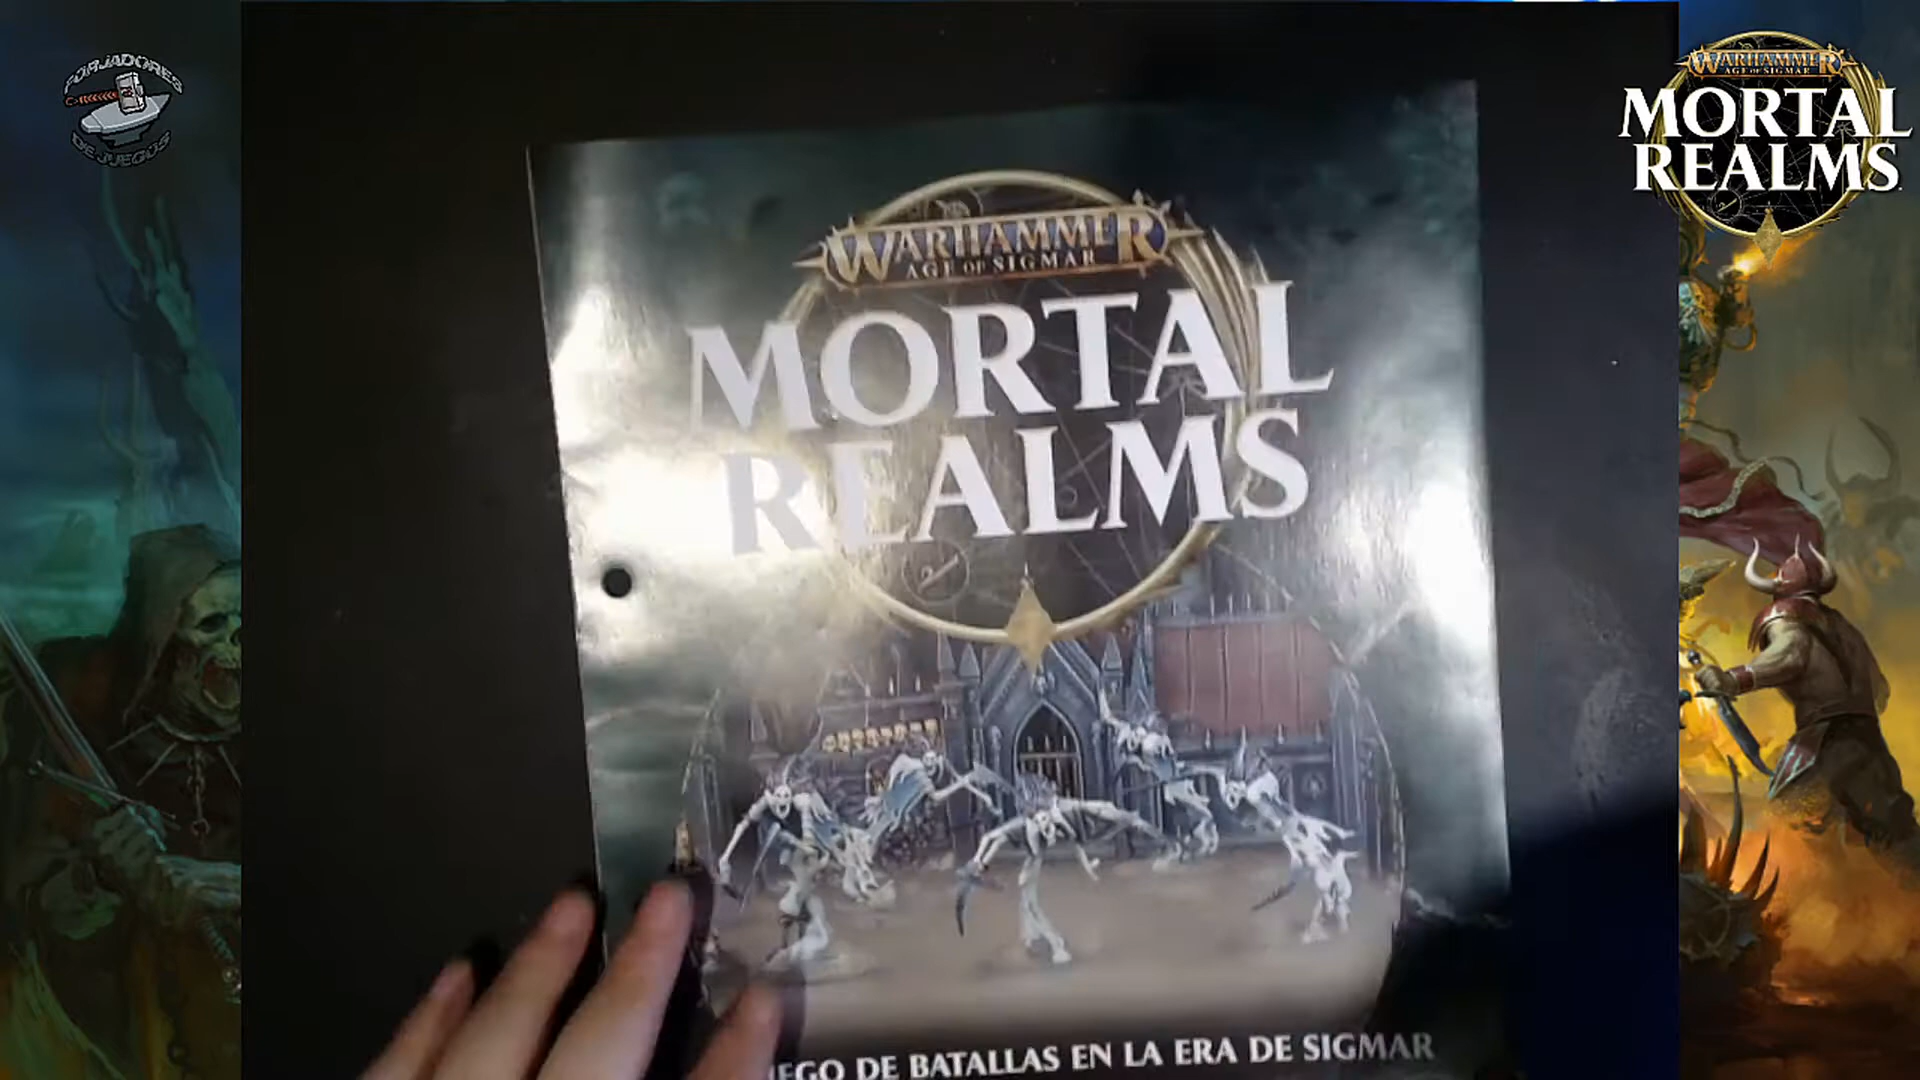 FORJADORES
DE JUEGOS
WARHAMMER
AGE OF SIGMAR
MORTAL
REALMS
WARHAMMER
AGE OF SIGMAR
MORTAL
REALMS
DE BATALLAS EN LA ERA DE SIGMAR